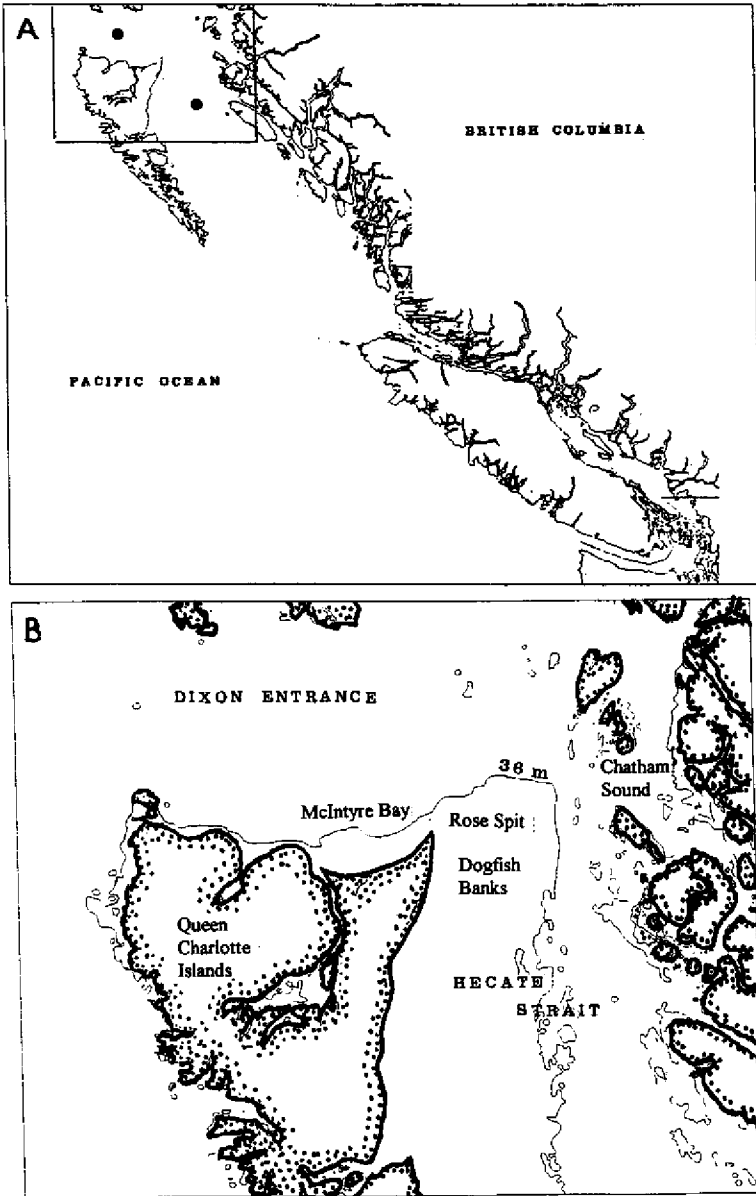 A
BRITISH COLUMBIA
PACIFIC OCEAN
B
DIXON ENTRANCE
36 m
Chatham
Sound
McIntyre Bay
Rose Spit
Dogfish
Banks
Queen
Charlotte
Islands
HECATE
STRAIT